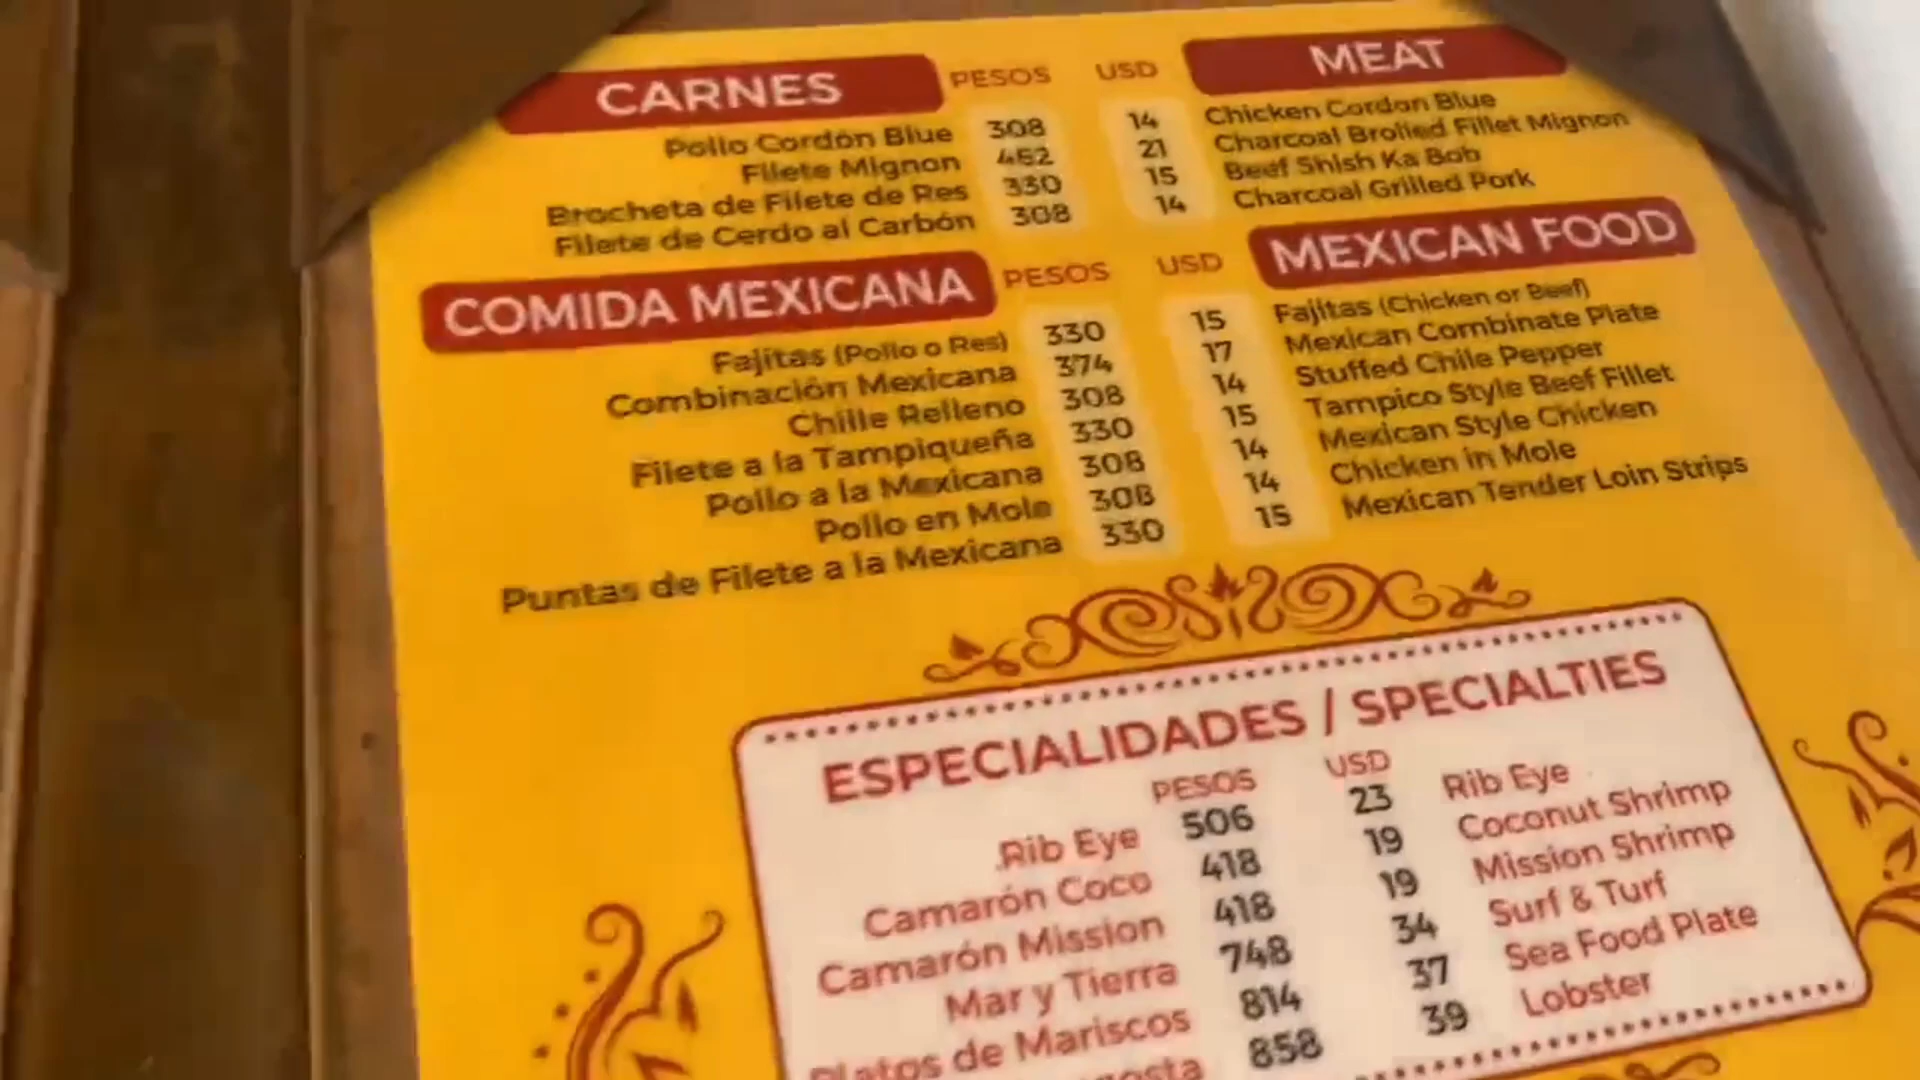 CARNES PESOS USD MEAT
Pollo Cordón Blue 308 14 Chicken Cordon Blue
Filete Mignon 462 21 Charcoal Brolied Fillet Mignon
Brocheta de Filete de Res 330 15 Beef Shish Ka Bob
Filete de Cerdo al Carbón 308 14 Charcoal Grilled Pork
COMIDA MEXICANA PESOS USD MEXICAN FOOD
Fajitas (Pollo o Res) 330 15 Fajitas (Chicken or Beef)
Combinación Mexicana 374 17 Mexican Combinate Plate
Chille Relleno 308 14 Stuffed Chile Pepper
Filete a la Tampiqueña 330 15 Tampico Style Beef Fillet
Pollo a la Mexicana 308 14 Mexican Style Chicken
Pollo en Mole 308 14 Chicken in Mole
Puntas de Filete a la Mexicana 330 15 Mexican Tender Loin Strips
ESPECIALIDADES / SPECIALTIES
PESOS USD
Rib Eye 506 23 Rib Eye
Camarón Coco 418 19 Coconut Shrimp
Camarón Mission 418 19 Mission Shrimp
Mar y Tierra 748 34 Surf & Turf
Platos de Mariscos 814 37 Sea Food Plate
858 39 Lobster